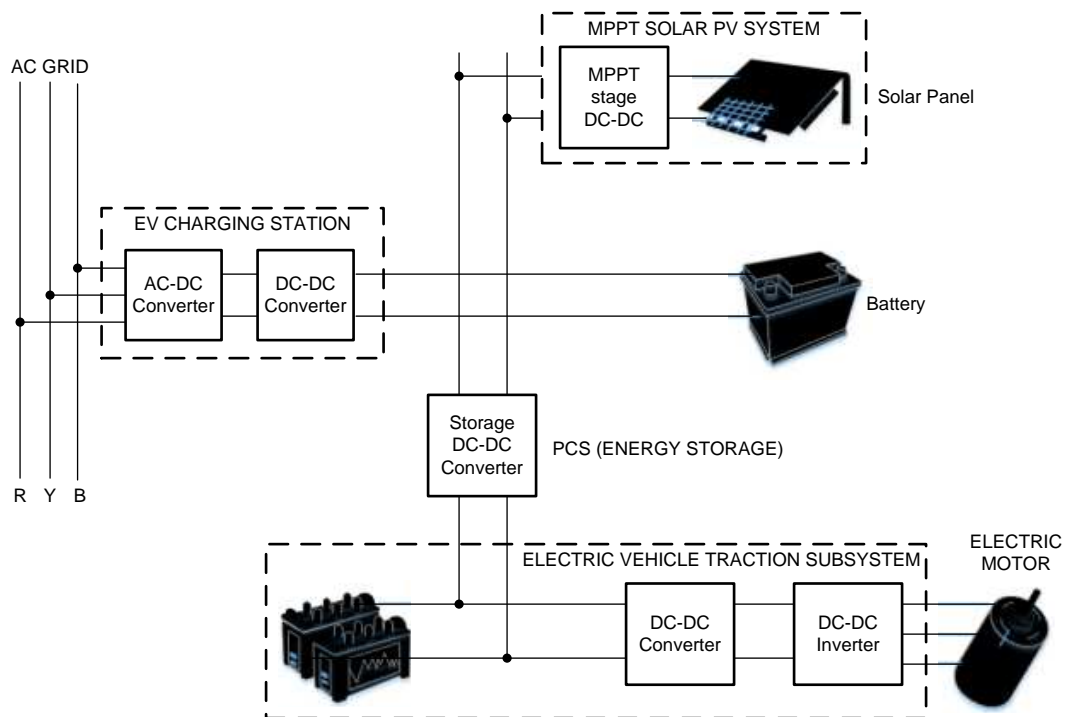 MPPT SOLAR PV SYSTEM
AC GRID
MPPT
stage
DC-DC
Solar Panel
EV CHARGING STATION
AC-DC
Converter
DC-DC
Converter
Battery
Storage
DC-DC
Converter
PCS (ENERGY STORAGE)
R Y B
ELECTRIC VEHICLE TRACTION SUBSYSTEM
ELECTRIC
MOTOR
DC-DC
Converter
DC-DC
Inverter